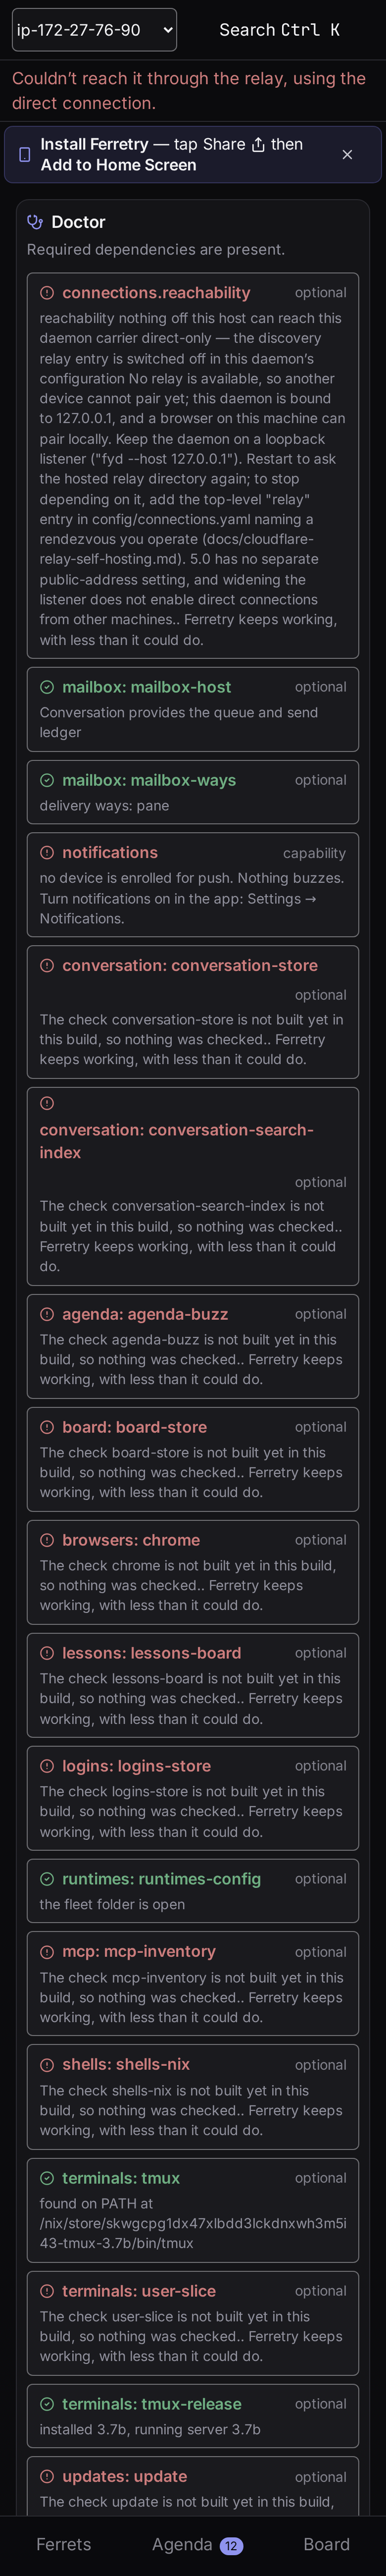 ip-172-27-76-90
Search Ctrl K
Couldn’t reach it through the relay, using the
direct connection.
Install Ferretry — tap Share then
Add to Home Screen
Doctor
Required dependencies are present.
connections.reachability optional
reachability nothing off this host can reach this
daemon carrier direct-only — the discovery
relay entry is switched off in this daemon’s
configuration No relay is available, so another
device cannot pair yet; this daemon is bound
to 127.0.0.1, and a browser on this machine can
pair locally. Keep the daemon on a loopback
listener ("fyd --host 127.0.0.1"). Restart to ask
the hosted relay directory again; to stop
depending on it, add the top-level "relay"
entry in config/connections.yaml naming a
rendezvous you operate (docs/cloudflare-
relay-self-hosting.md). 5.0 has no separate
public-address setting, and widening the
listener does not enable direct connections
from other machines.. Ferretry keeps working,
with less than it could do.
mailbox: mailbox-host optional
Conversation provides the queue and send
ledger
mailbox: mailbox-ways optional
delivery ways: pane
notifications capability
no device is enrolled for push. Nothing buzzes.
Turn notifications on in the app: Settings →
Notifications.
conversation: conversation-store
optional
The check conversation-store is not built yet in
this build, so nothing was checked.. Ferretry
keeps working, with less than it could do.
conversation: conversation-search-
index
optional
The check conversation-search-index is not
built yet in this build, so nothing was checked..
Ferretry keeps working, with less than it could
do.
agenda: agenda-buzz optional
The check agenda-buzz is not built yet in this
build, so nothing was checked.. Ferretry keeps
working, with less than it could do.
board: board-store optional
The check board-store is not built yet in this
build, so nothing was checked.. Ferretry keeps
working, with less than it could do.
browsers: chrome optional
The check chrome is not built yet in this build,
so nothing was checked.. Ferretry keeps
working, with less than it could do.
lessons: lessons-board optional
The check lessons-board is not built yet in this
build, so nothing was checked.. Ferretry keeps
working, with less than it could do.
logins: logins-store optional
The check logins-store is not built yet in this
build, so nothing was checked.. Ferretry keeps
working, with less than it could do.
runtimes: runtimes-config optional
the fleet folder is open
mcp: mcp-inventory optional
The check mcp-inventory is not built yet in this
build, so nothing was checked.. Ferretry keeps
working, with less than it could do.
shells: shells-nix optional
The check shells-nix is not built yet in this
build, so nothing was checked.. Ferretry keeps
working, with less than it could do.
terminals: tmux optional
found on PATH at
/nix/store/skwgcpg1dx47xlbdd3lckdnxwh3m5i
43-tmux-3.7b/bin/tmux
terminals: user-slice optional
The check user-slice is not built yet in this
build, so nothing was checked.. Ferretry keeps
working, with less than it could do.
terminals: tmux-release optional
installed 3.7b, running server 3.7b
updates: update optional
The check update is not built yet in this build,
Ferrets Agenda 12 Board